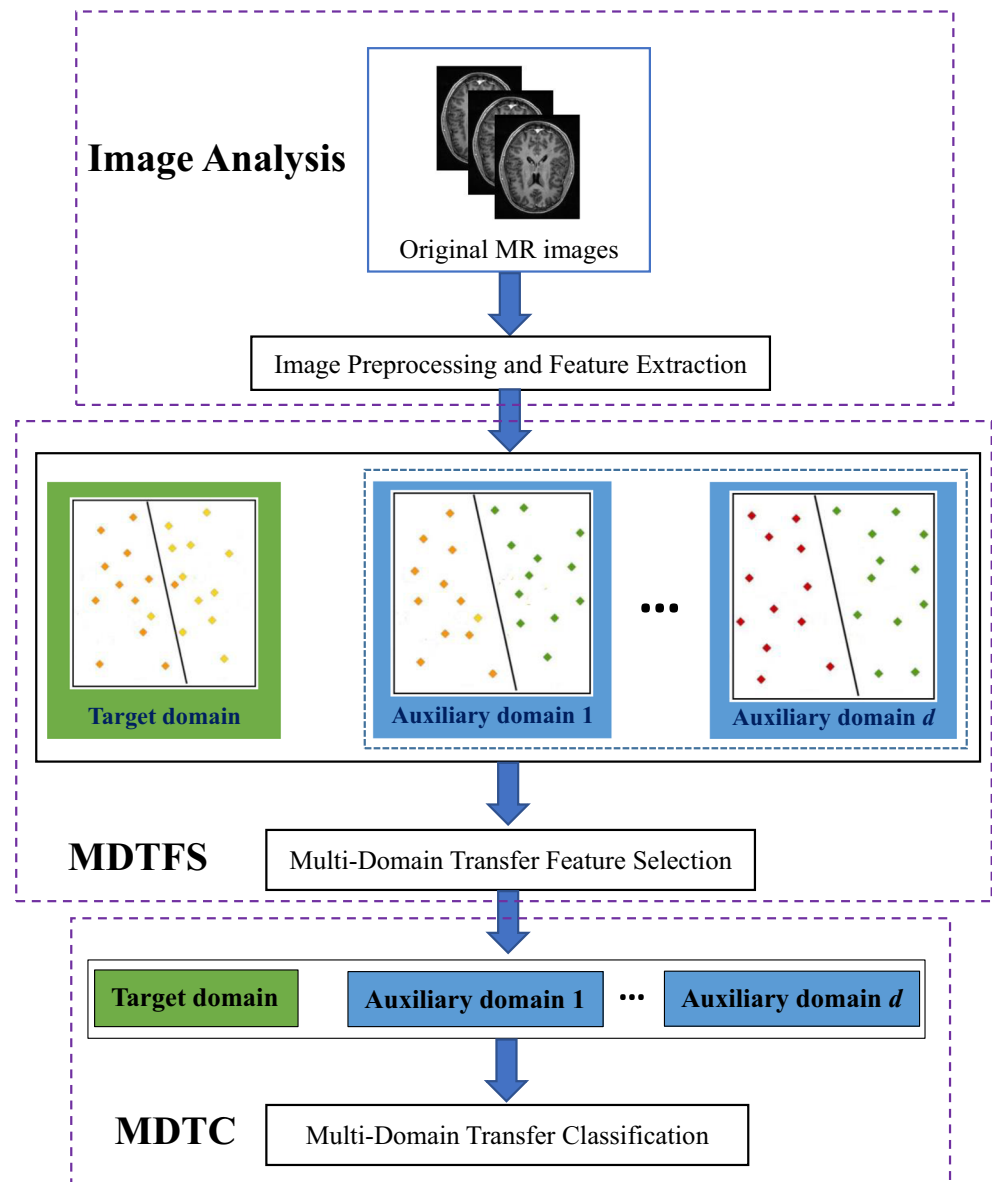 Image Analysis
Original MR images
Image Preprocessing and Feature Extraction
Target domain
Auxiliary domain 1
...
Auxiliary domain d
MDTFS
Multi-Domain Transfer Feature Selection
Target domain
Auxiliary domain 1
...
Auxiliary domain d
MDTC
Multi-Domain Transfer Classification